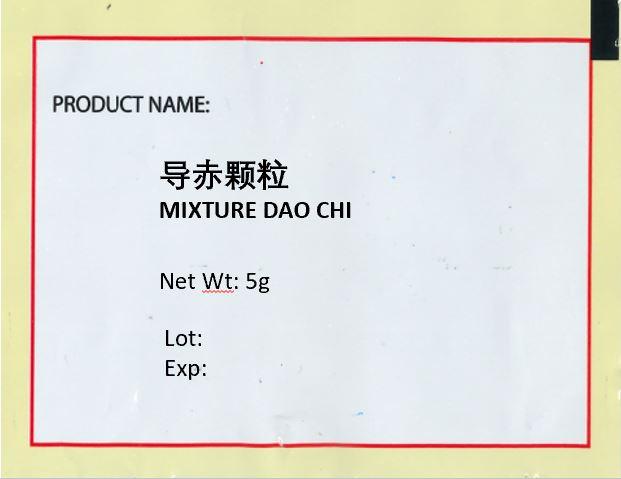 PRODUCT NAME:
导赤颗粒
MIXTURE DAO CHI
Net Wt: 5g
Lot:
Exp: